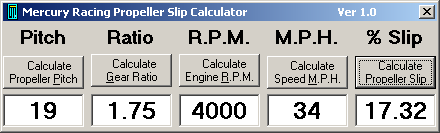 Mercury Racing Propeller Slip Calculator Ver 1.0
Pitch Ratio R.P.M. M.P.H. % Slip
Calculate Calculate Calculate Calculate Calculate
Propeller Pitch Gear Ratio Engine R.P.M. Speed M.P.H. Propeller Slip
19 1.75 4000 34 17.32